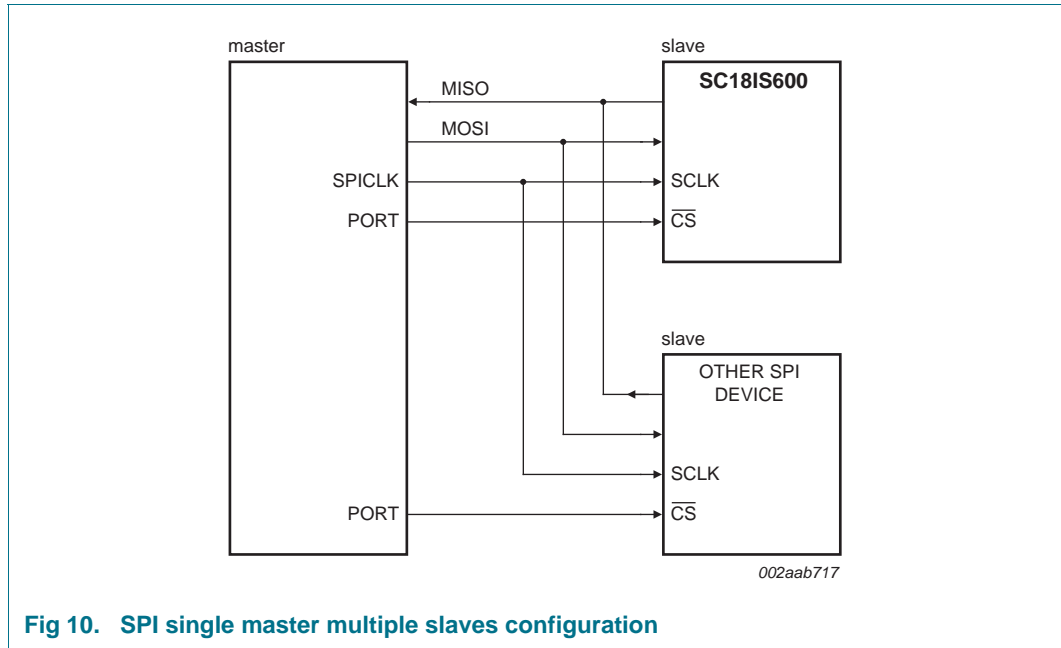 master
slave
SC18IS600
MISO
MOSI
SPICLK
SCLK
PORT
CS
slave
OTHER SPI
DEVICE
SCLK
PORT
CS
002aab717
Fig 10. SPI single master multiple slaves configuration